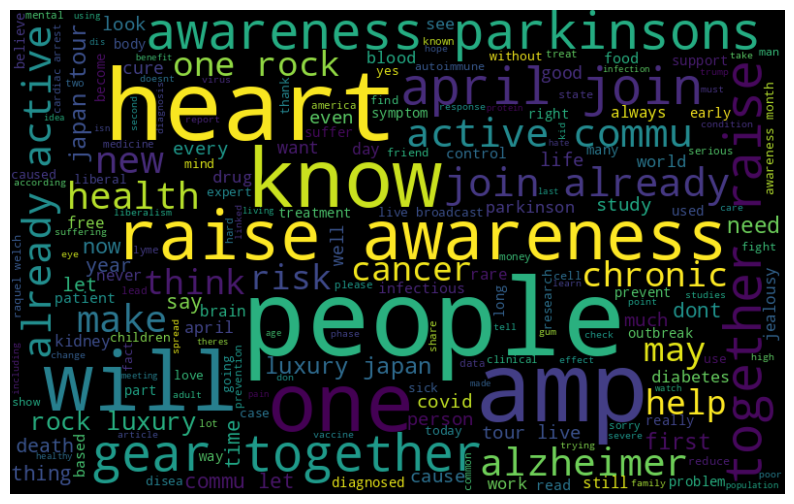 mental
using
awareness
parkinsons
known
dis
body
hope
believe
look
see
take
man
already active
tour
one rock
blood
food
cardiac arrest
without
treat
benefit
autoimmune
support
japan tour
become
cure
thank
yes
april join
good
trump
virus
doesnt
heart
america
find
infection
state
must
idea
second
diagnosis
even
symptom
right
always
early
report
response
protein
kid
condition
isn
medicine
suffer
active commu
hate
serious
raise
awareness month
new
every
want
day
friend
control
life
many
world
caused
mind
according
liberal
drug
know
join already
last
care
health
expert
live broadcast
parkinson
used
study
liberalism
treatment
free
suffering
living
hard
linked
eye
raise awareness
need
now
well
fight
year
lyme
never
think
risk
cancer
money
rare
chronic
let
lead
please
infectious
learn
cell
prevent
studies
patient
say
brain
long
research
point
dont
jealousy
raquel welch
make
kidney
april
children
age
phase
people
tell
gum
check
much
outbreak
together
spread
theres
share
change
fact
luxury japan
data
clinical
effect
may
use
high
will
meeting
love
going
prevention
don
made
watch
diabetes
including
show
part
adult
sick
one
amp
help
healthy
pain
covid
rock luxury
lot
case
person
tour live
really
sorry
severe
first
death
based
time
article
way
vaccine
today
trying
reduce
thing
gear together
cause
common
alzheimer
poor
disea
commu let
diagnosed
work
read
still
family
problem
population